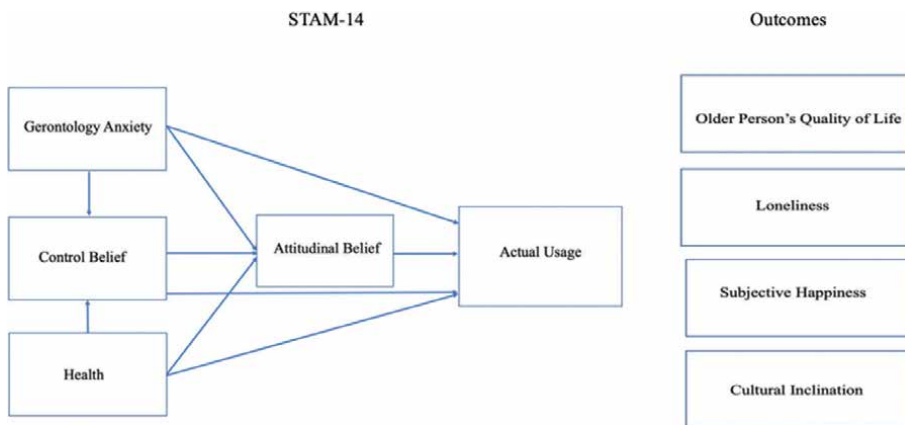 STAM-14
Outcomes
Gerontology Anxiety
Control Belief
Health
Attitudinal Belief
Actual Usage
Older Person's Quality of Life
Loneliness
Subjective Happiness
Cultural Inclination